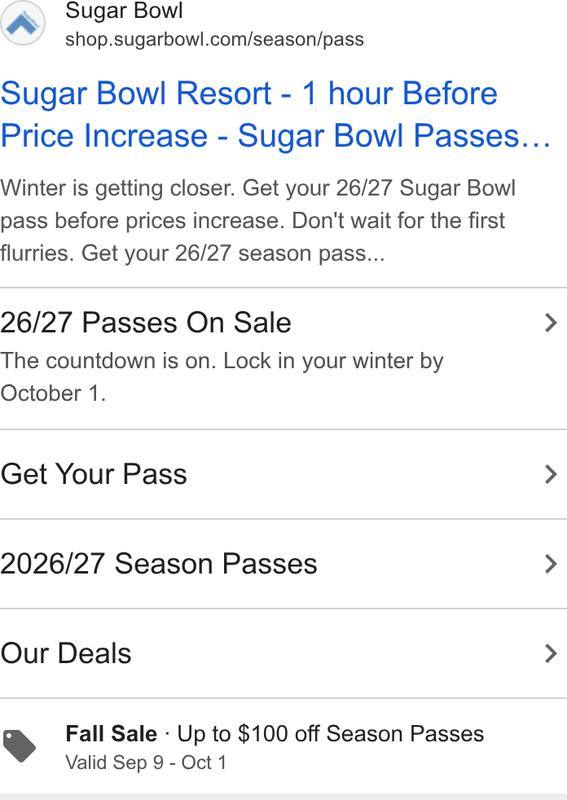 Sugar Bowl
shop.sugarbowl.com/season/pass
Sugar Bowl Resort - 1 hour Before
Price Increase - Sugar Bowl Passes…
Winter is getting closer. Get your 26/27 Sugar Bowl
pass before prices increase. Don't wait for the first
flurries. Get your 26/27 season pass...
26/27 Passes On Sale
The countdown is on. Lock in your winter by
October 1.
Get Your Pass
2026/27 Season Passes
Our Deals
Fall Sale · Up to $100 off Season Passes
Valid Sep 9 - Oct 1